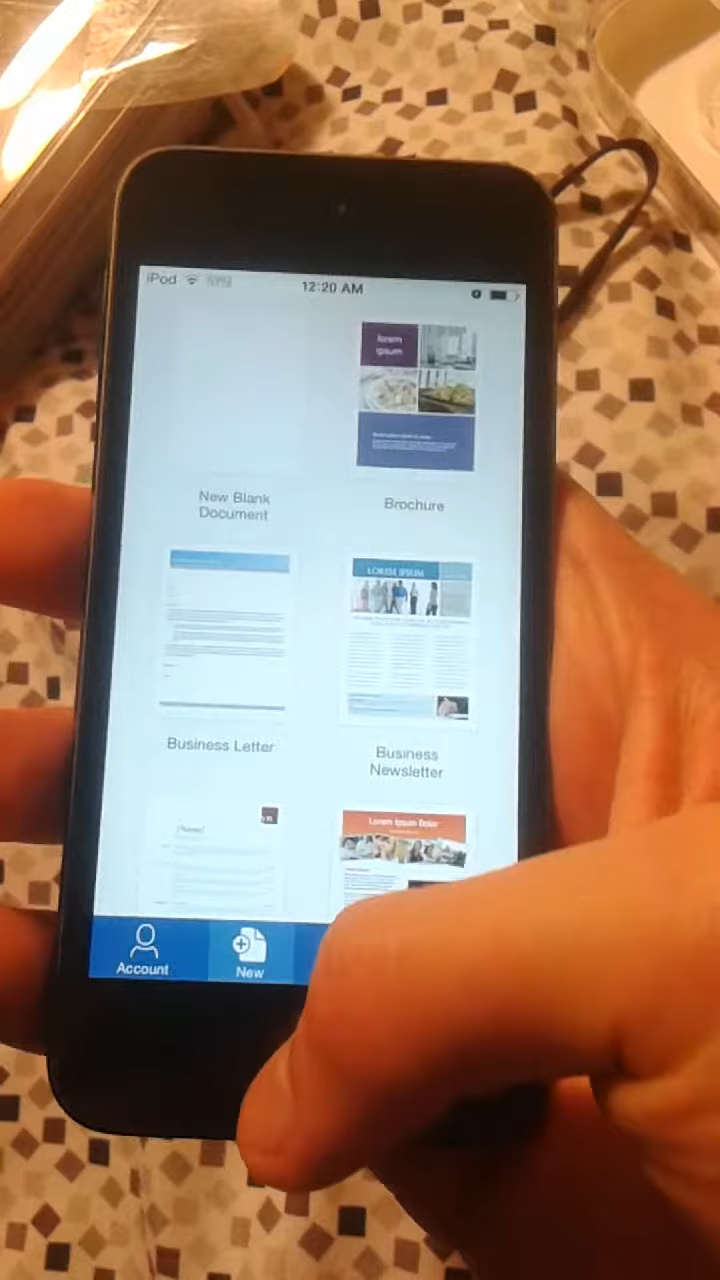 iPod
12:20 AM
lorem
ipsum
New Blank
Document
Brochure
LOREM IPSUM
Business Letter
Business
Newsletter
[Name]
Lorem Ipsum Dolor
Account
New